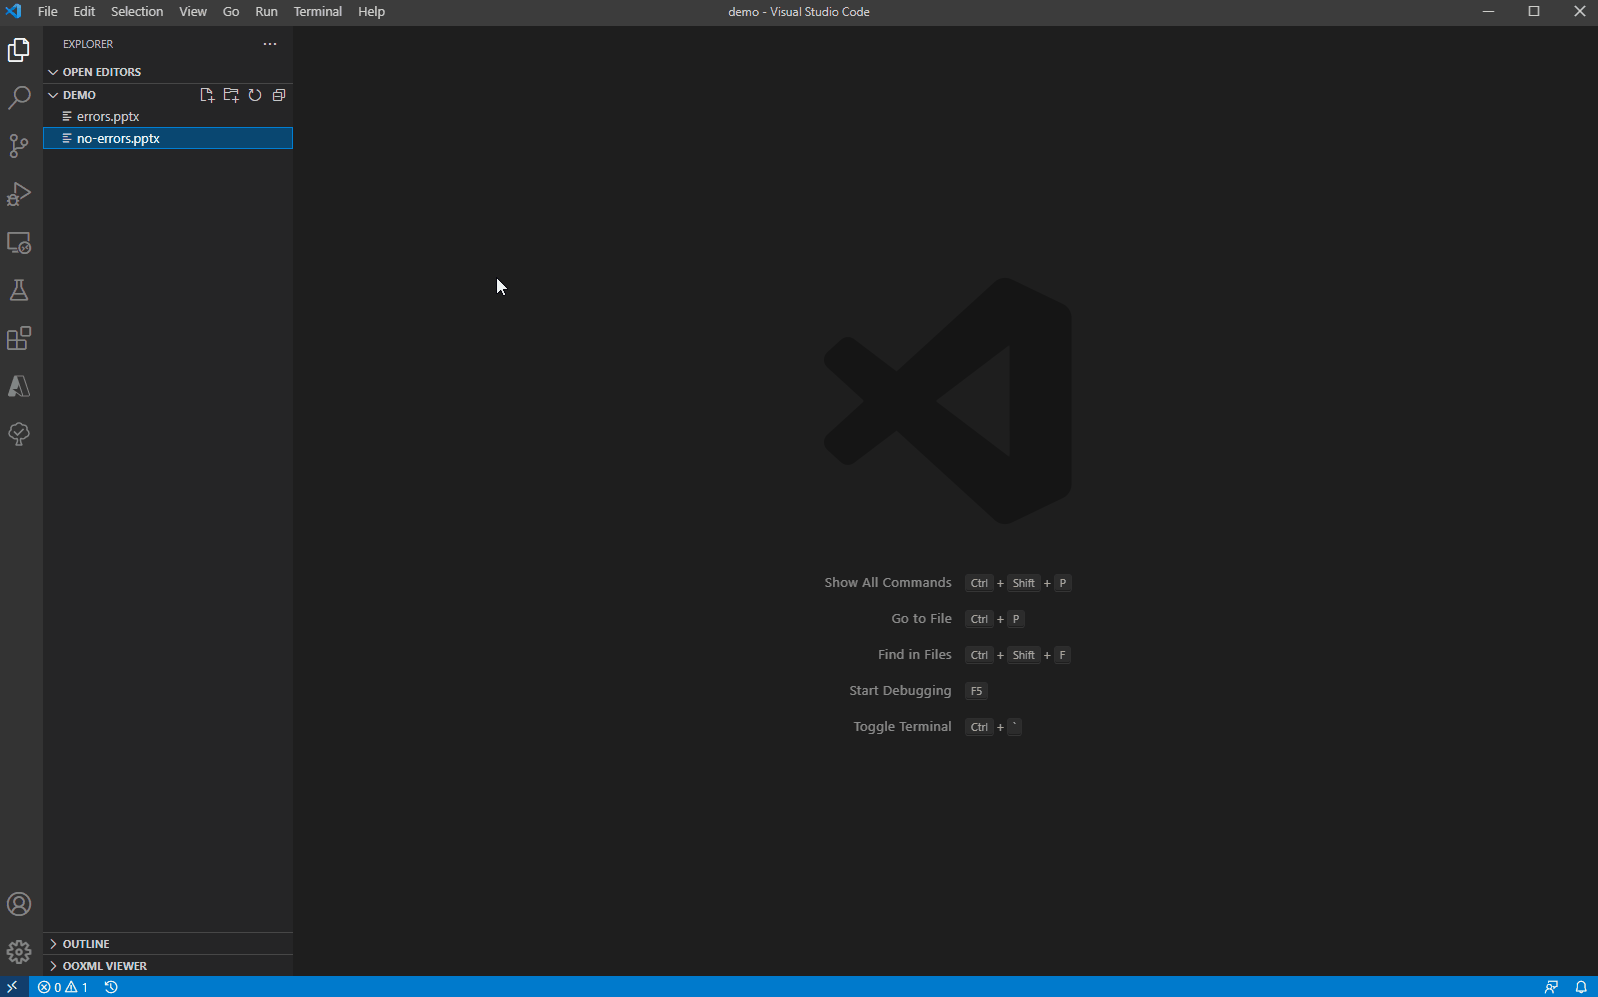 File Edit Selection View Go Run Terminal Help
demo - Visual Studio Code
EXPLORER
OPEN EDITORS
DEMO
errors.pptx
no-errors.pptx
Show All Commands Ctrl + Shift + P
Go to File Ctrl + P
Find in Files Ctrl + Shift + F
Start Debugging F5
Toggle Terminal Ctrl + `
OUTLINE
OOXML VIEWER
0 1